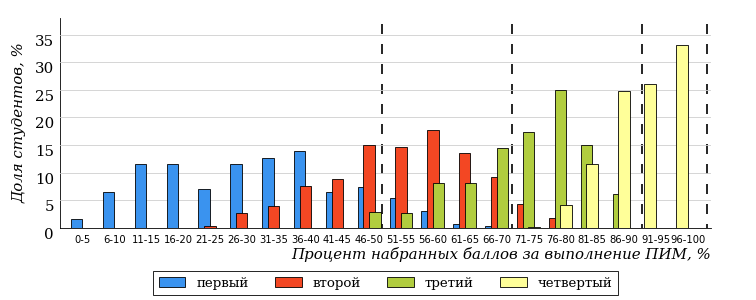 Доля студентов, %
35
30
25
20
15
10
5
0
0-5 6-10 11-15 16-20 21-25 26-30 31-35 36-40 41-45 46-50 51-55 56-60 61-65 66-70 71-75 76-80 81-85 86-90 91-95 96-100
Процент набранных баллов за выполнение ПИМ, %
первый второй третий четвертый